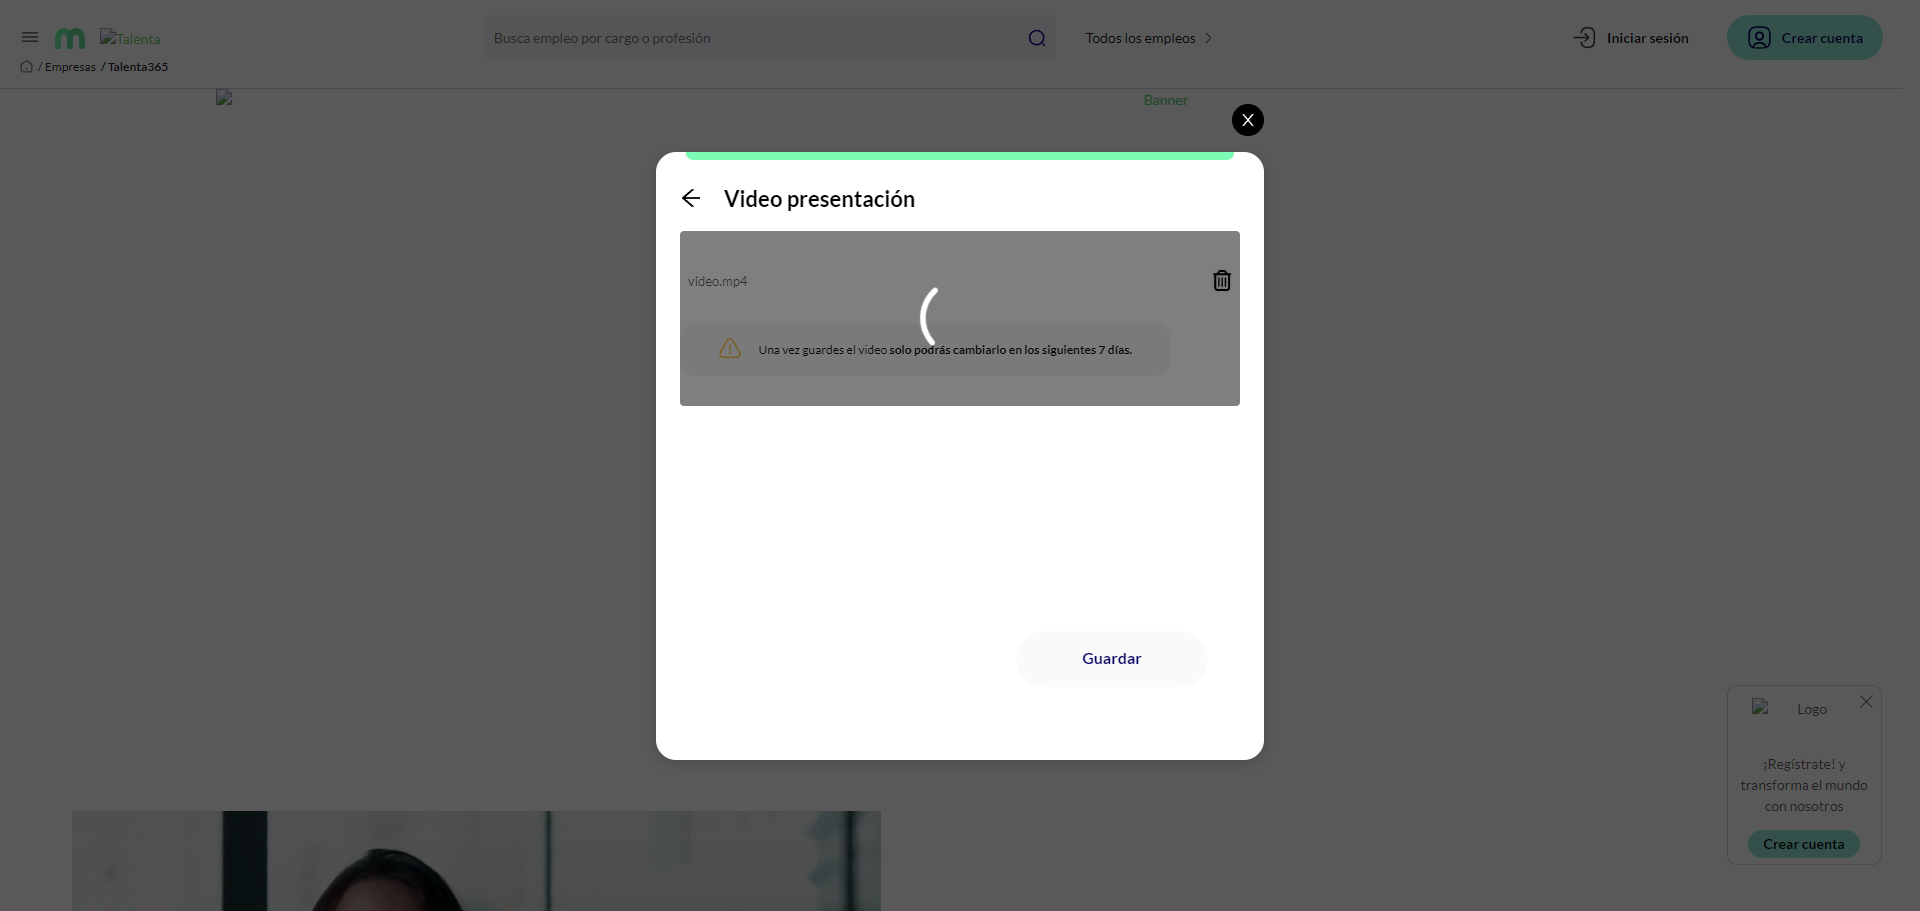 Talenta
Busca empleo por cargo o profesión
Todos los empleos
Iniciar sesión
Crear cuenta
/ Empresas / Talenta365
Banner
X
Video presentación
video.mp4
Una vez guardes el video solo podrás cambiarlo en los siguientes 7 días.
Guardar
Logo
¡Regístrate! y
transforma el mundo
con nosotros
Crear cuenta